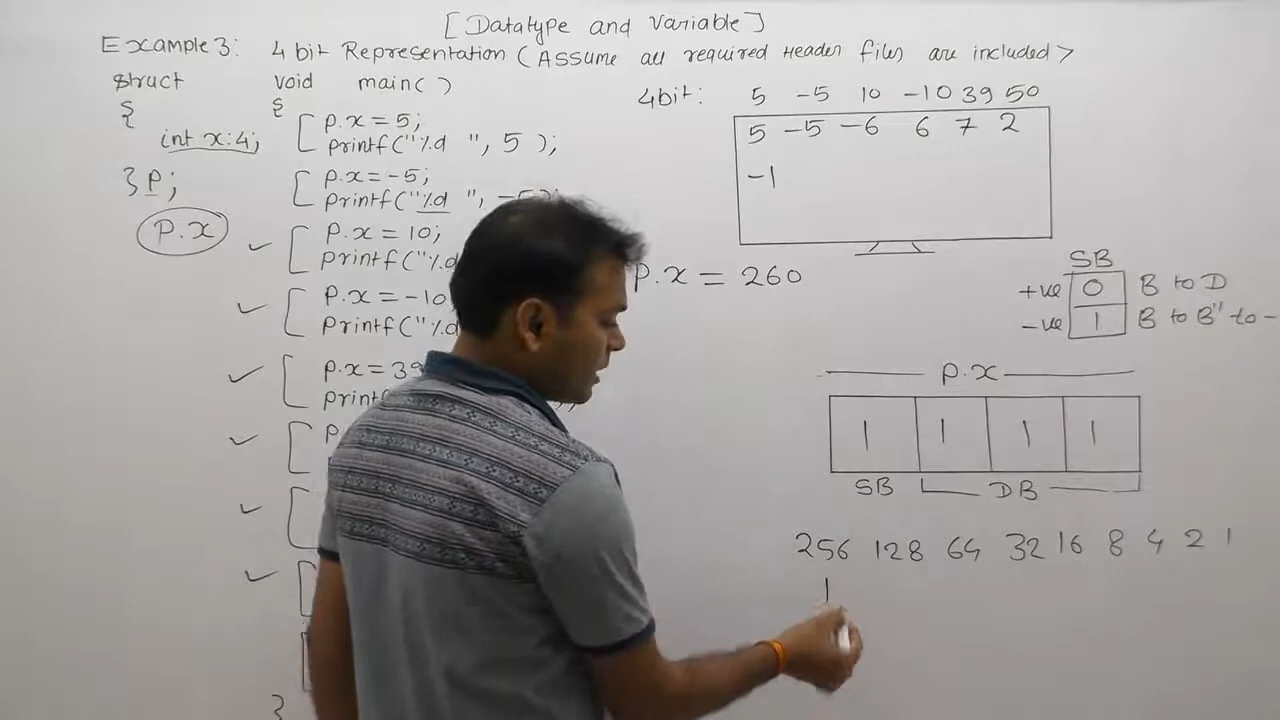 [Datatype and Variable]
Example 3: 4 bit Representation (Assume all required Header files are included >
struct void main()
{ {
int x:4; p.x = 5;
printf("%d ", 5 );
} p; p.x = -5;
printf("%d ", -5);
p.x
p.x = 10;
printf("%d
p.x = -10
printf("%d
p.x = 39
print
p
}
4bit: 5 -5 10 -10 39 50
5 -5 -6 6 7 2
-1
p.x = 260
SB
+ve 0 B to D
-ve 1 B to B" to -
p.x
1 1 1 1
SB DB
256 128 64 32 16 8 4 2 1
1